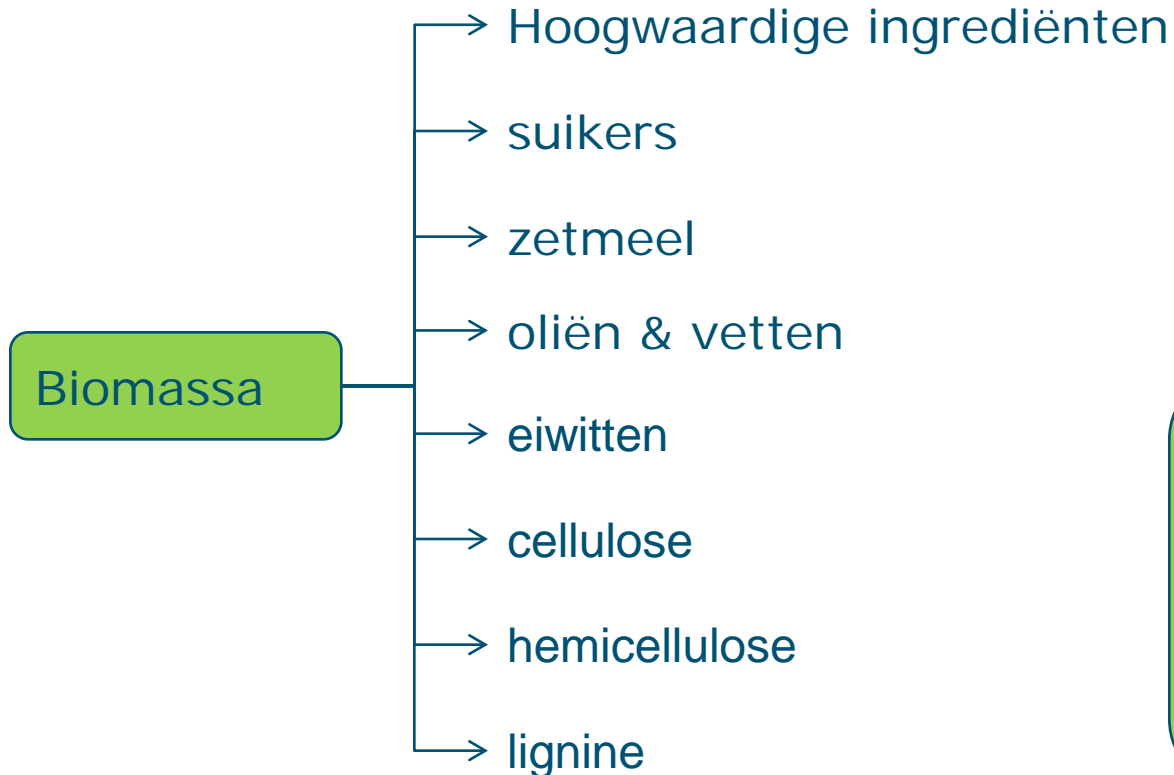 Hoogwaardige ingrediënten
suikers
zetmeel
oliën & vetten
Biomassa
eiwitten
cellulose
hemicellulose
lignine